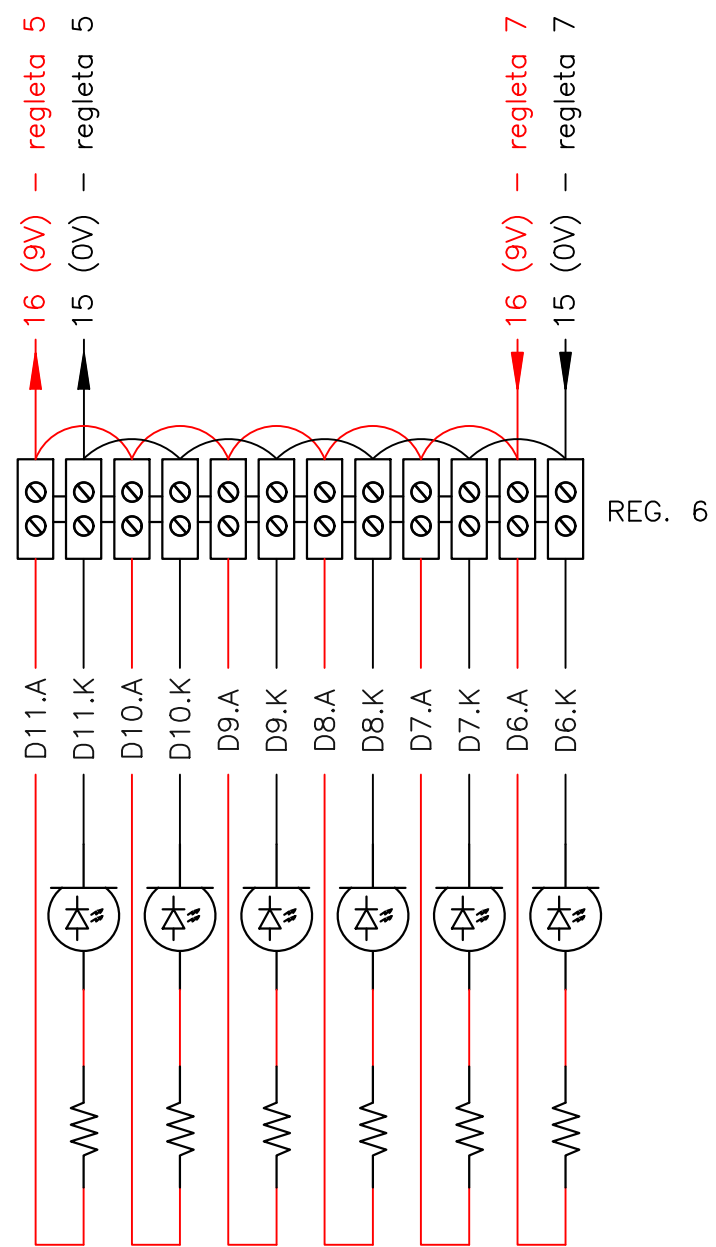 16 (9V) — regleta 5
15 (0V) — regleta 5
16 (9V) — regleta 7
15 (0V) — regleta 7
REG. 6
D11.A
D11.K
D10.A
D10.K
D9.A
D9.K
D8.A
D8.K
D7.A
D7.K
D6.A
D6.K